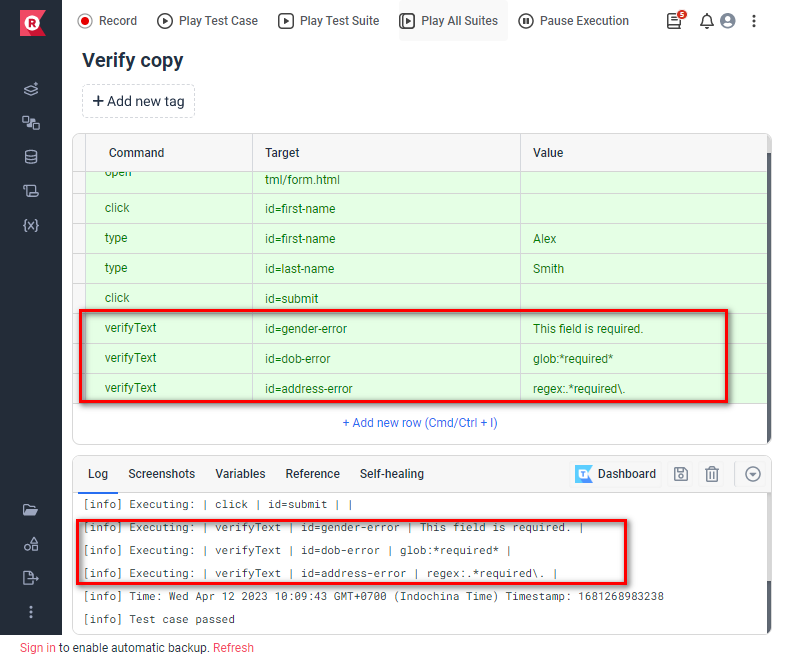 R
Record Play Test Case Play Test Suite Play All Suites Pause Execution 5
Verify copy
+ Add new tag
Command Target Value
open tml/form.html
click id=first-name
type id=first-name Alex
type id=last-name Smith
click id=submit
verifyText id=gender-error This field is required.
verifyText id=dob-error glob:*required*
verifyText id=address-error regex:.*required\.
+ Add new row (Cmd/Ctrl + I)
Log Screenshots Variables Reference Self-healing Dashboard
[info] Executing: | click | id=submit | |
[info] Executing: | verifyText | id=gender-error | This field is required. |
[info] Executing: | verifyText | id=dob-error | glob:*required* |
[info] Executing: | verifyText | id=address-error | regex:.*required\. |
[info] Time: Wed Apr 12 2023 10:09:43 GMT+0700 (Indochina Time) Timestamp: 1681268983238
[info] Test case passed
Sign in to enable automatic backup. Refresh